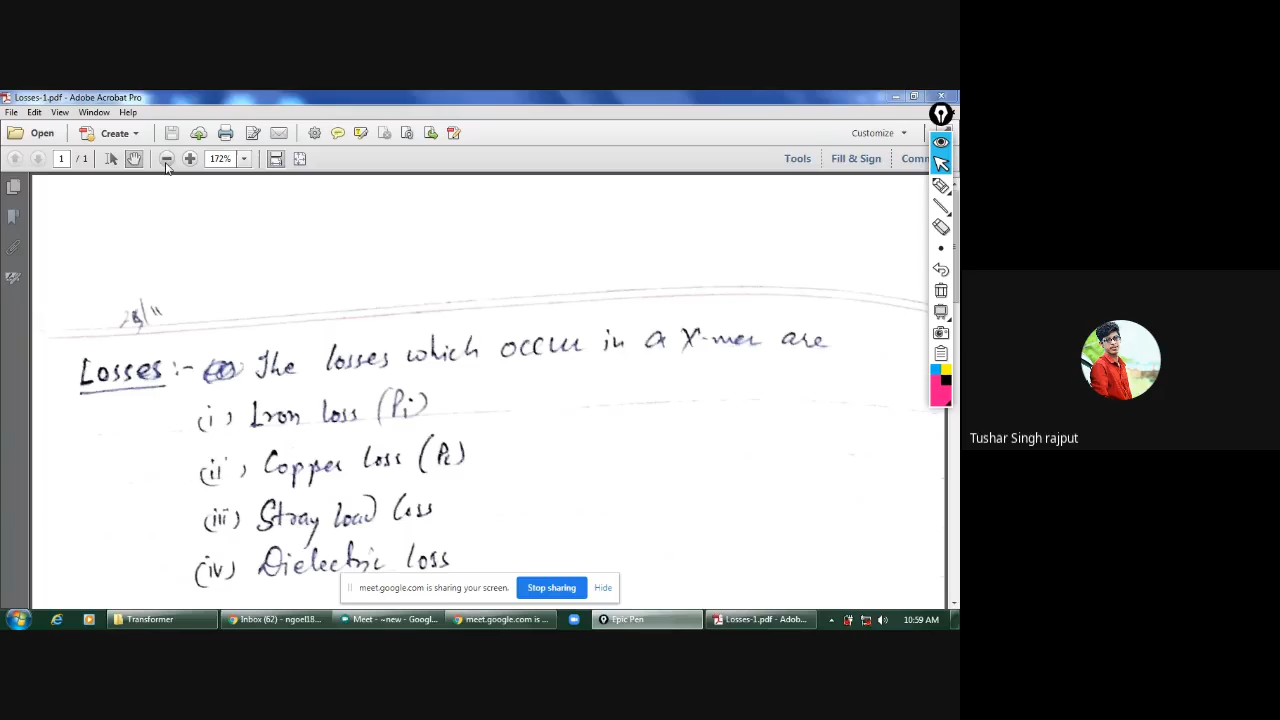 Losses-1.pdf - Adobe Acrobat Pro
File Edit View Window Help
Open Create Customize
1 / 1 172% Tools Fill & Sign Comm
Losses :- The losses which occur in a X-mer are
(i) Iron loss (Pi)
(ii) Copper loss (Pc)
(iii) Stray load loss
(iv) Dielectric loss
meet.google.com is sharing your screen. Stop sharing Hide
Tushar Singh rajput
Transformer Inbox (62) - ngoel18... Meet - ~new - Googl... meet.google.com is ... Epic Pen Losses-1.pdf - Adob... 10:59 AM